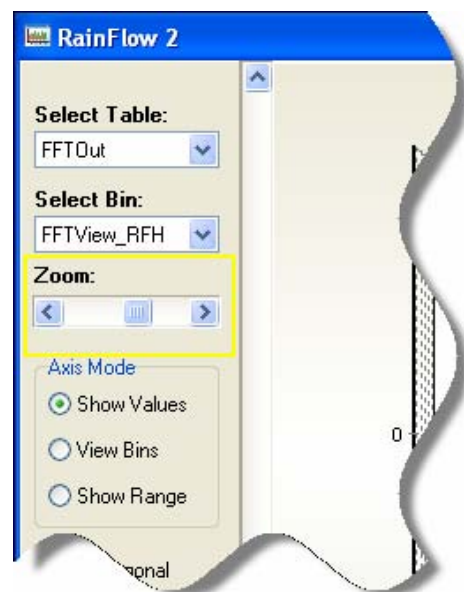 RainFlow 2
Select Table:
FFTOut
Select Bin:
FFTView_RFH
Zoom:
Axis Mode
Show Values
View Bins
Show Range
0